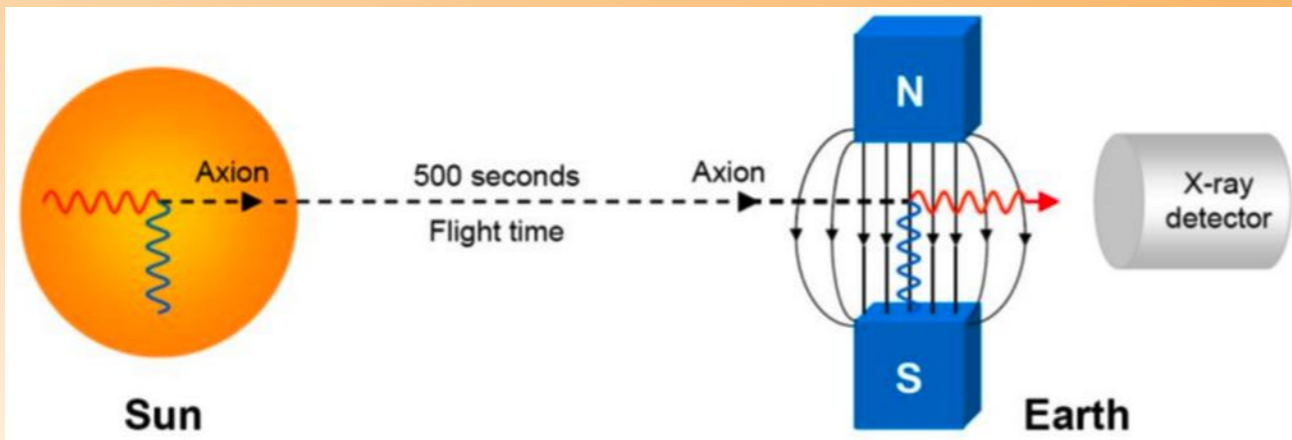 Axion
500 seconds
Flight time
Axion
N
S
X-ray
detector
Sun
Earth